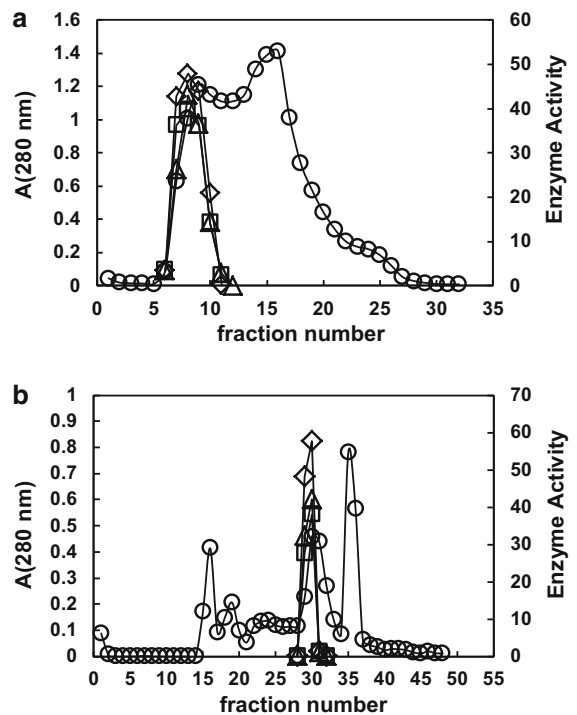 a
1.6 60
1.4 50
1.2
1 40
0.8 30
0.6 20
0.4
0.2 10
0 0
A(280 nm)
Enzyme Activity
0 5 10 15 20 25 30 35
fraction number
b
1 70
0.9 60
0.8
0.7 50
0.6 40
0.5
0.4 30
0.3 20
0.2
0.1 10
0 0
A(280 nm)
Enzyme Activity
0 5 10 15 20 25 30 35 40 45 50 55
fraction number